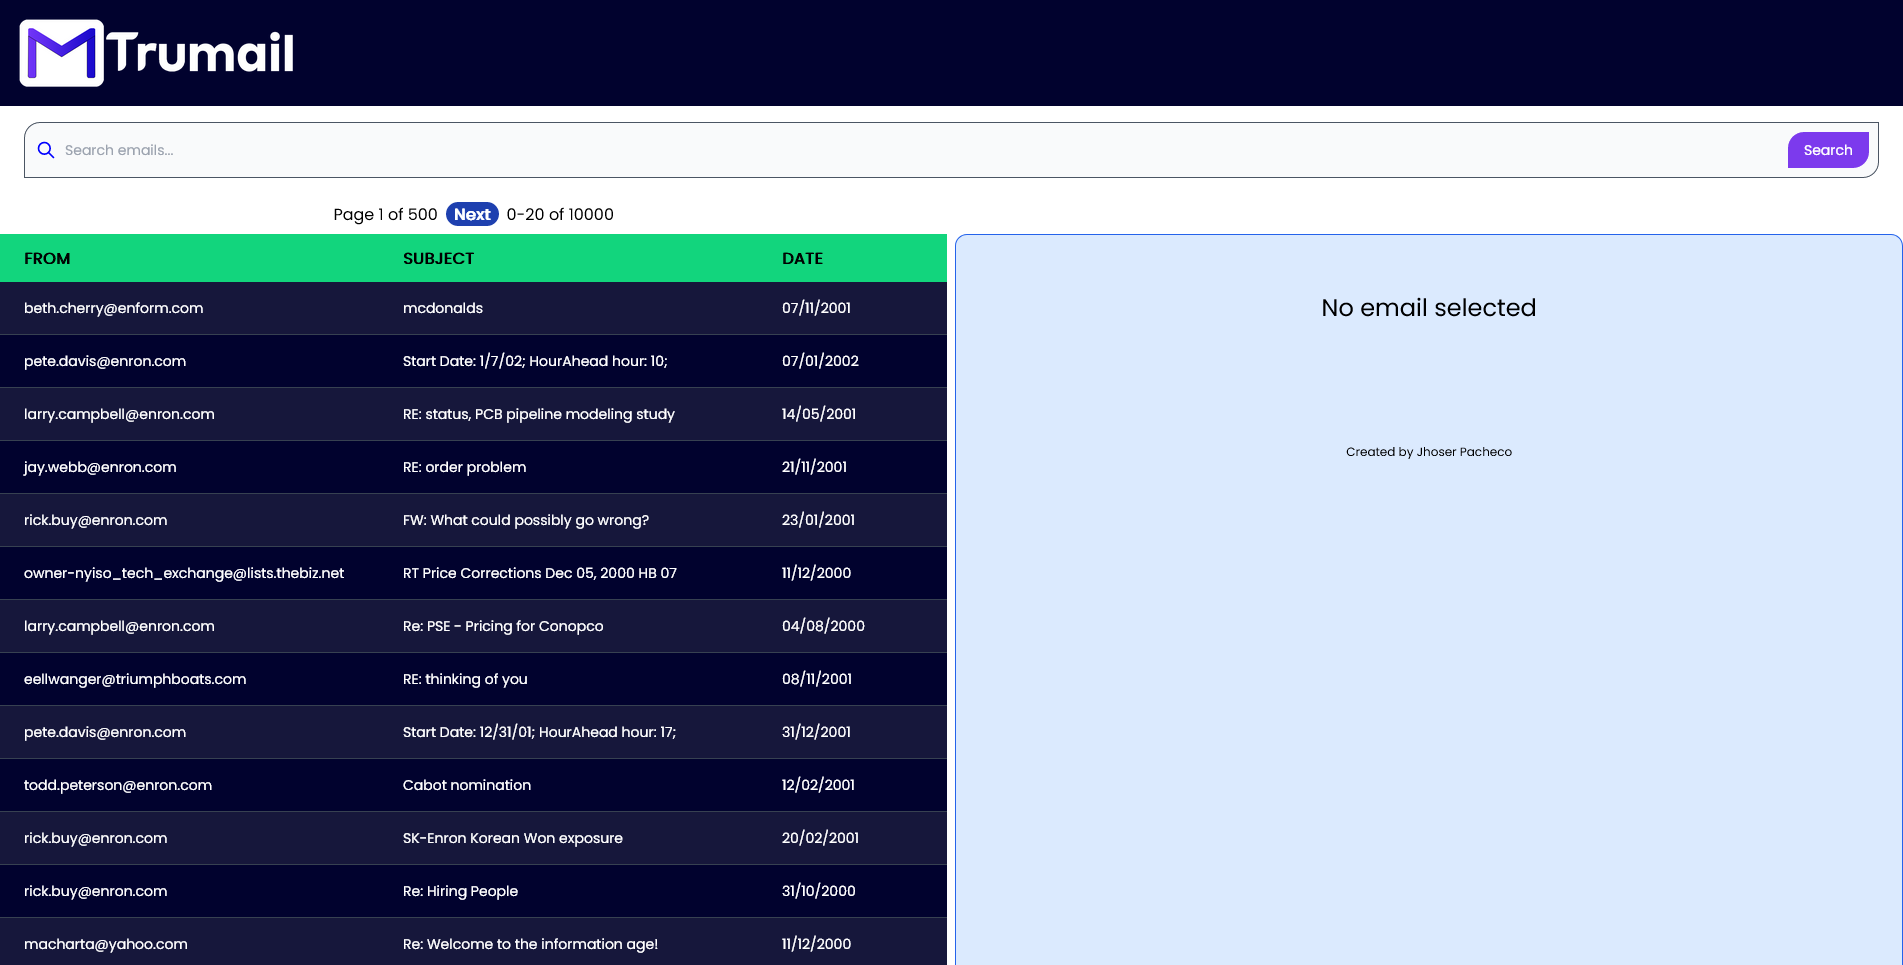 Trumail
Search emails...
Search
Page 1 of 500 Next 0-20 of 10000
FROM SUBJECT DATE
beth.cherry@enform.com mcdonalds 07/11/2001
pete.davis@enron.com Start Date: 1/7/02; HourAhead hour: 10; 07/01/2002
larry.campbell@enron.com RE: status, PCB pipeline modeling study 14/05/2001
jay.webb@enron.com RE: order problem 21/11/2001
rick.buy@enron.com FW: What could possibly go wrong? 23/01/2001
owner-nyiso_tech_exchange@lists.thebiz.net RT Price Corrections Dec 05, 2000 HB 07 11/12/2000
larry.campbell@enron.com Re: PSE - Pricing for Conopco 04/08/2000
eellwanger@triumphboats.com RE: thinking of you 08/11/2001
pete.davis@enron.com Start Date: 12/31/01; HourAhead hour: 17; 31/12/2001
todd.peterson@enron.com Cabot nomination 12/02/2001
rick.buy@enron.com SK-Enron Korean Won exposure 20/02/2001
rick.buy@enron.com Re: Hiring People 31/10/2000
macharta@yahoo.com Re: Welcome to the information age! 11/12/2000
No email selected
Created by Jhoser Pacheco